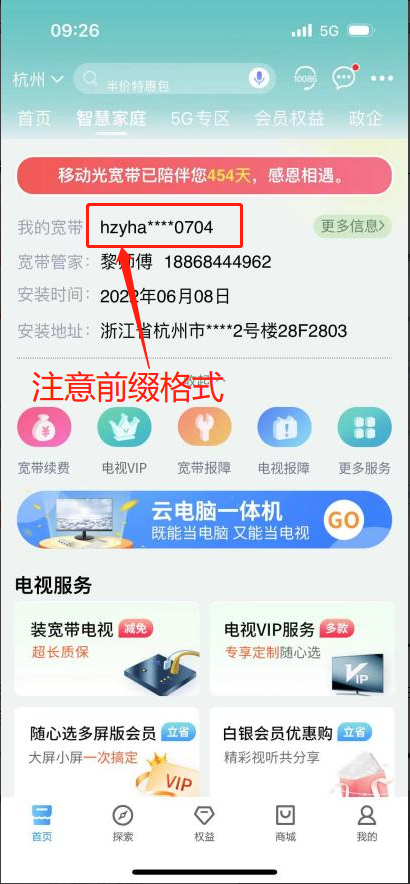 09:26
5G
杭州
半价特惠包
10086
首页 智慧家庭 5G专区 会员权益 政企
移动光宽带已陪伴您454天，感恩相遇。
我的宽带 hzyha****0704 更多信息>
宽带管家: 黎师傅 18868444962
安装时间: 2022年06月08日
安装地址: 浙江省杭州市****2号楼28F2803
收起
注意前缀格式
宽带续费 电视VIP 宽带报障 电视报障 更多服务
云电脑一体机
既能当电脑 又能当电视
GO
电视服务
装宽带电视 减免
超长质保
电视VIP服务 多款
专享定制随心选
VIP
随心选多屏版会员 立省
大屏小屏一次搞定
VIP
白银会员优惠购 立省
精彩视听共分享
首页 探索 权益 商城 我的